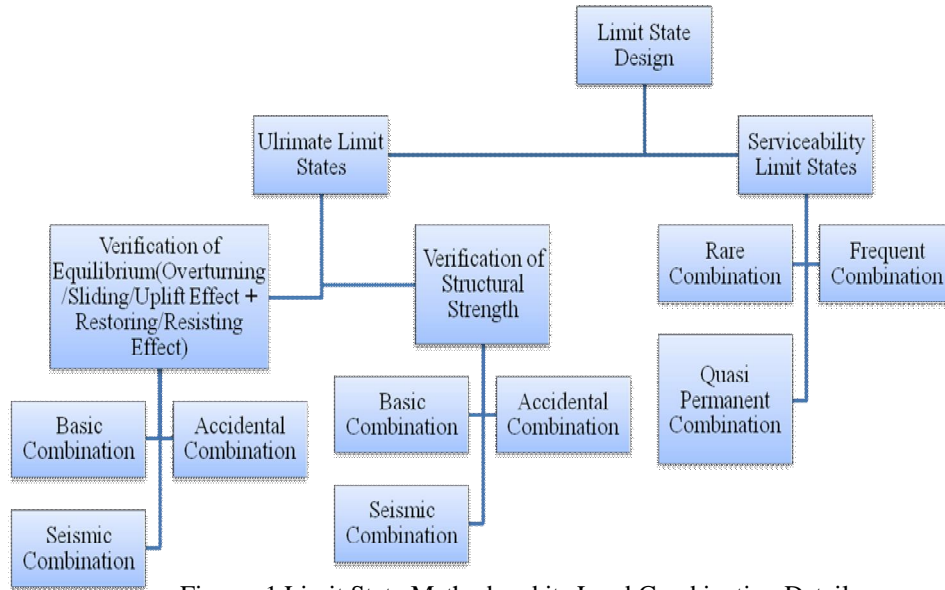 Limit State
Design
Ulrimate Limit
States
Serviceability
Limit States
Verification of
Equilibrium(Overturning
/Sliding/Uplift Effect +
Restoring/Resisting
Effect)
Verification of
Structural
Strength
Rare
Combination
Frequent
Combination
Quasi
Permanent
Combination
Basic
Combination
Accidental
Combination
Seismic
Combination
Basic
Combination
Accidental
Combination
Seismic
Combination